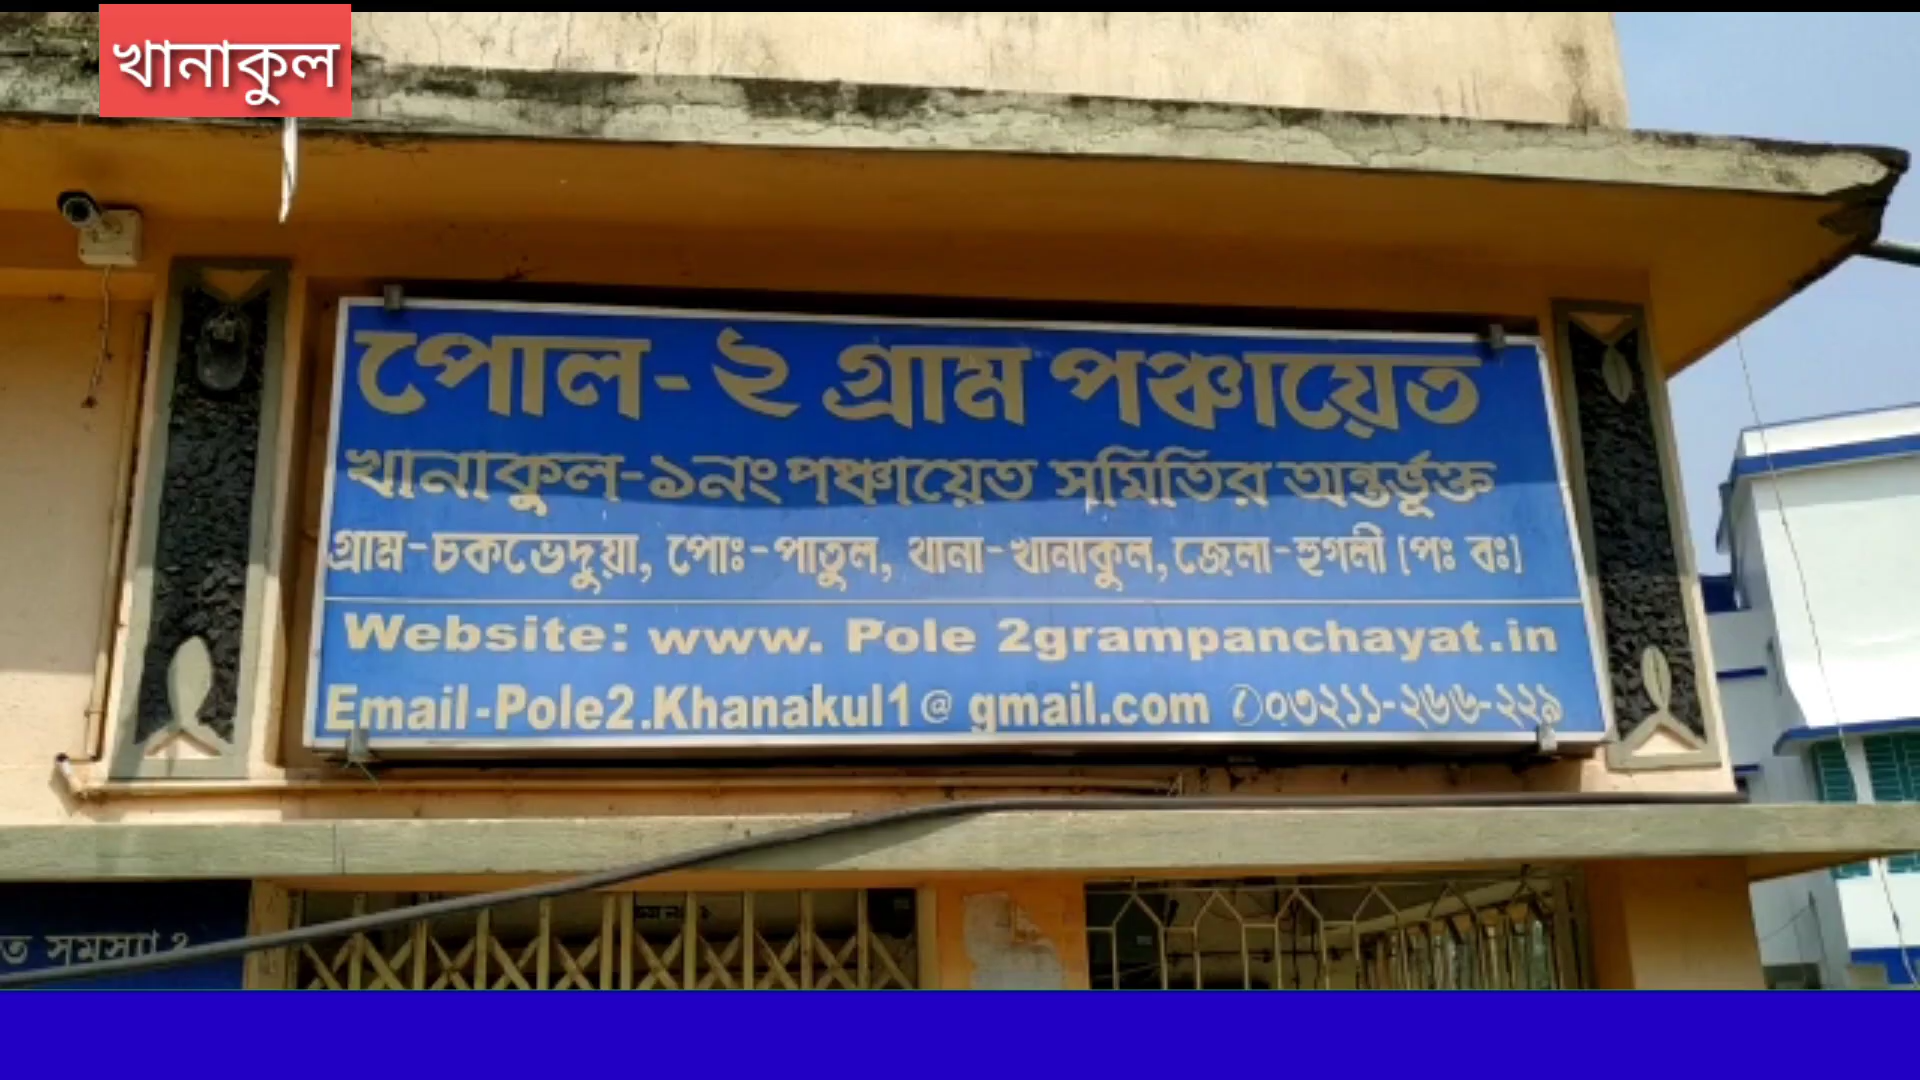 খানাকুল
পোল-২ গ্রাম পঞ্চায়েত
খানাকুল-১নং পঞ্চায়েত সমিতির অন্তর্ভূক্ত
গ্রাম-চকভেদুয়া, পোঃ-পাতুল, থানা-খানাকুল, জেলা-হুগলী [পঃ বঃ]
Website: www. Pole 2grampanchayat.in
Email-Pole2.Khanakul1@ gmail.com ✆০৩২১১-২৬৬-২২৯
ত সমস্যা ?